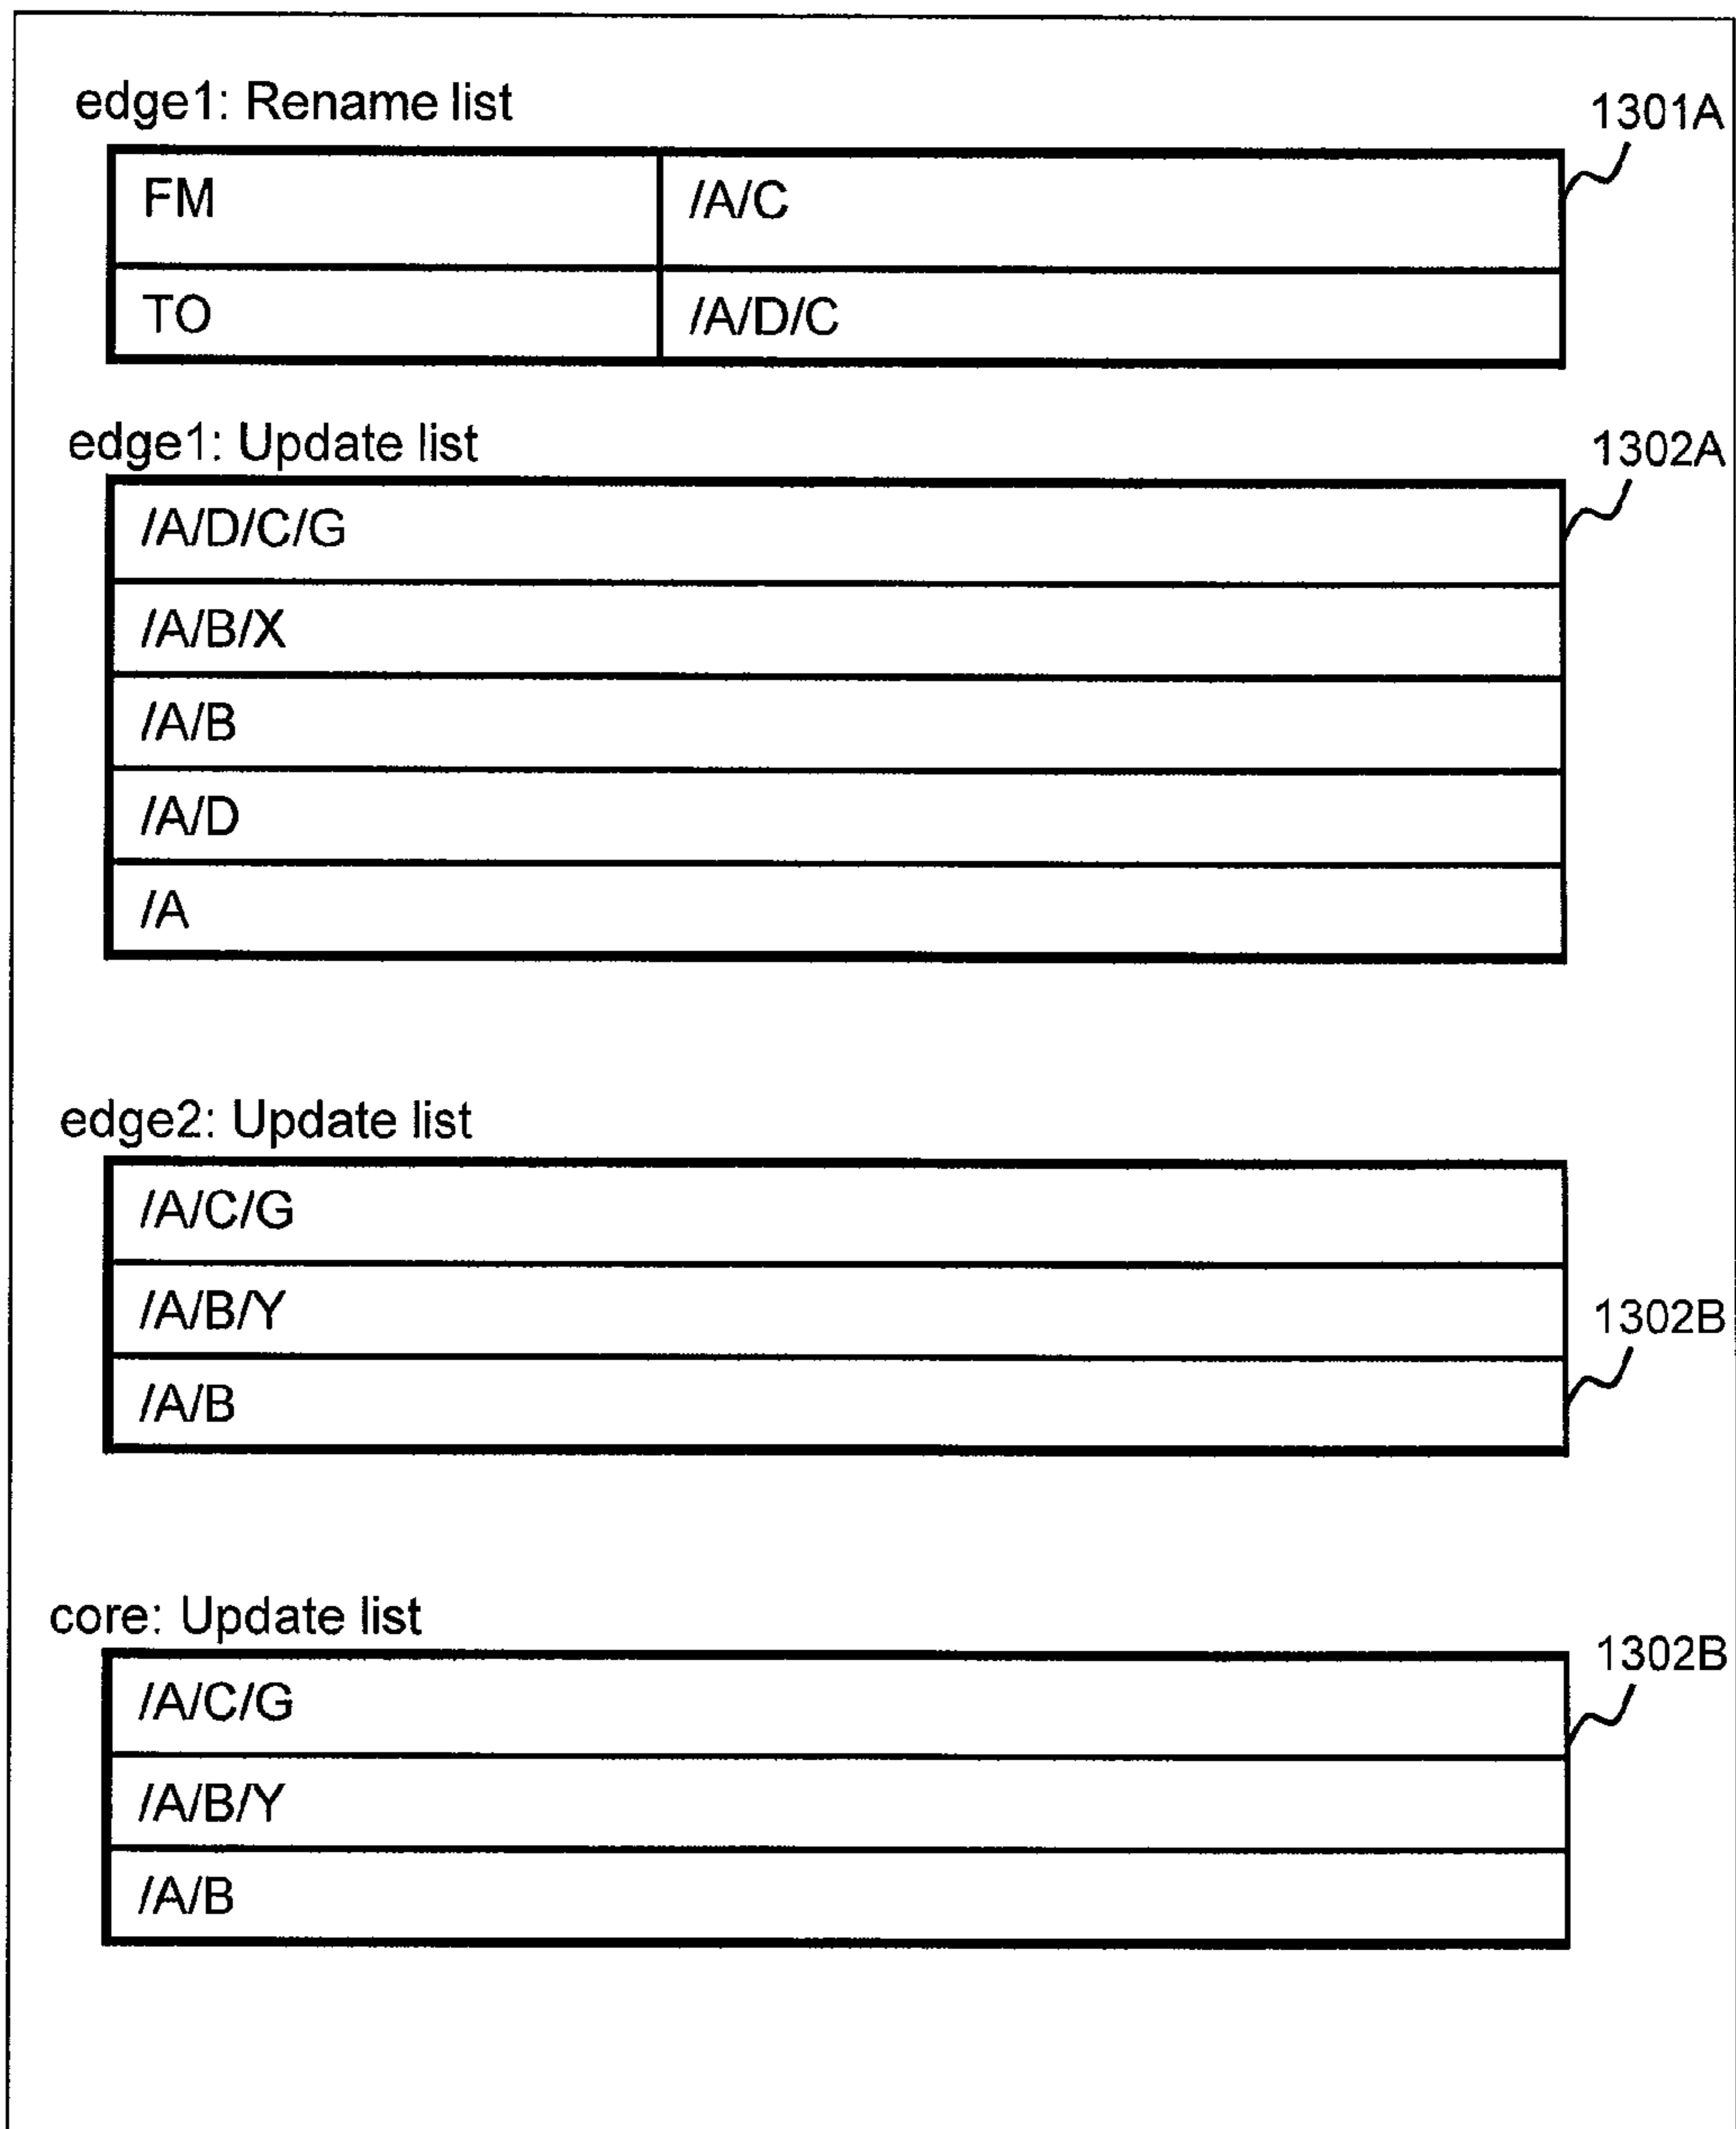 edge1: Rename list
1301A
FM /A/C
TO /A/D/C
edge1: Update list
1302A
/A/D/C/G
/A/B/X
/A/B
/A/D
/A
edge2: Update list
/A/C/G
/A/B/Y
1302B
/A/B
core: Update list
1302B
/A/C/G
/A/B/Y
/A/B